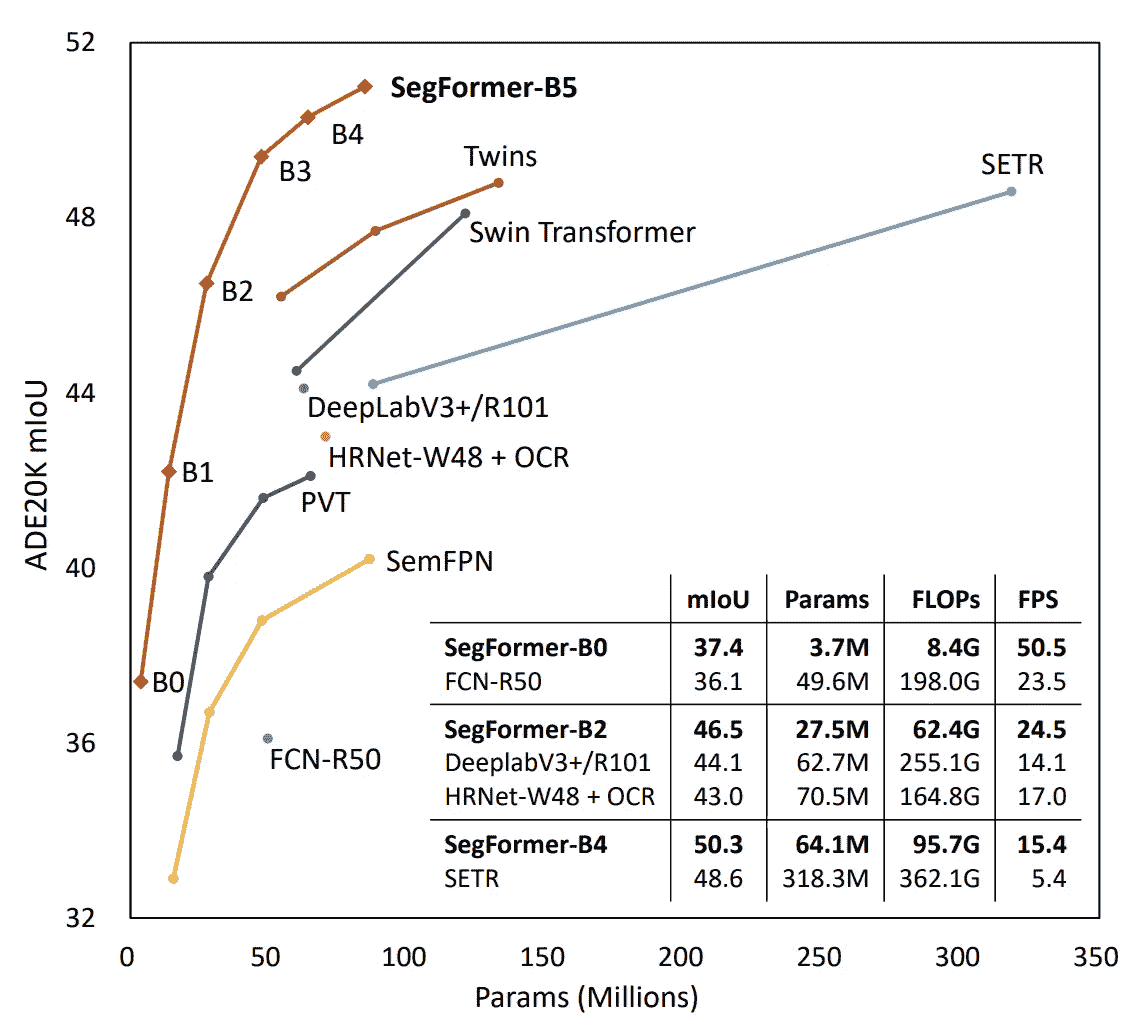 52
48
44
40
36
32
ADE20K mIoU
SegFormer-B5
B4
B3
B2
B1
B0
Twins
SETR
Swin Transformer
DeepLabV3+/R101
HRNet-W48 + OCR
PVT
SemFPN
FCN-R50
mIoU Params FLOPs FPS
SegFormer-B0 37.4 3.7M 8.4G 50.5
FCN-R50 36.1 49.6M 198.0G 23.5
SegFormer-B2 46.5 27.5M 62.4G 24.5
DeeplabV3+/R101 44.1 62.7M 255.1G 14.1
HRNet-W48 + OCR 43.0 70.5M 164.8G 17.0
SegFormer-B4 50.3 64.1M 95.7G 15.4
SETR 48.6 318.3M 362.1G 5.4
0 50 100 150 200 250 300 350
Params (Millions)